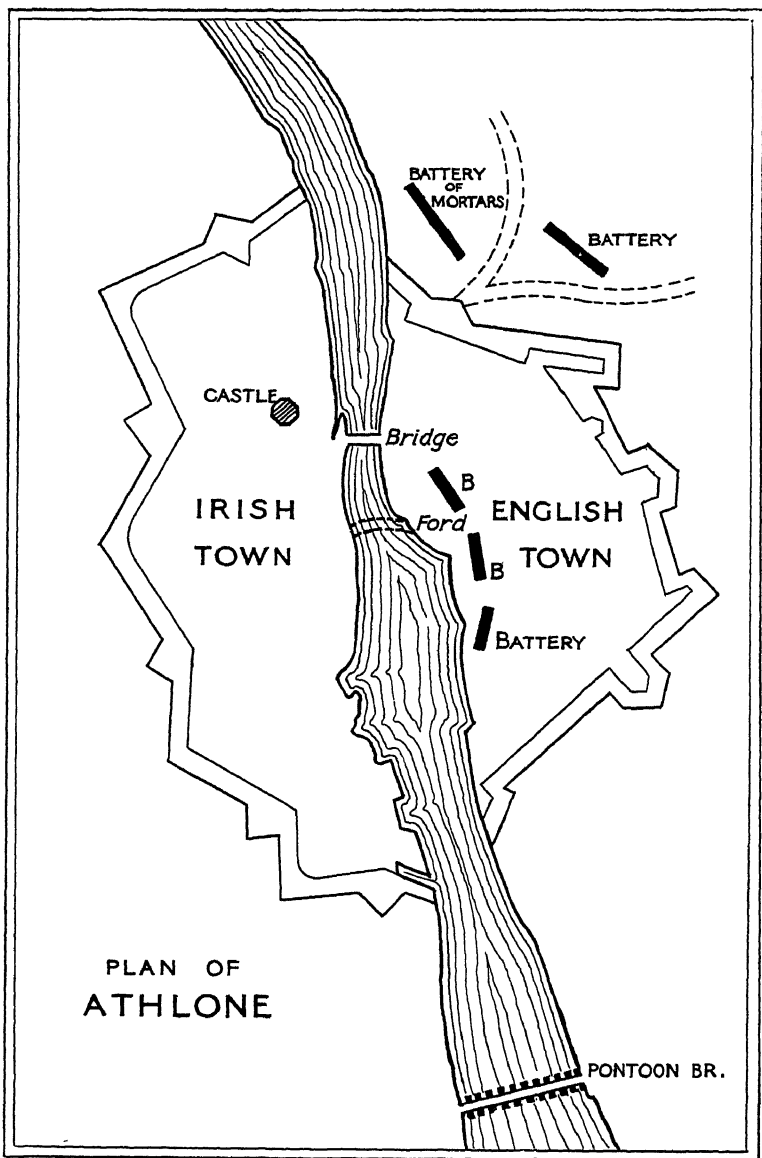 BATTERY
OF
MORTARS
BATTERY
CASTLE
Bridge
B
IRISH
TOWN
Ford
ENGLISH
TOWN
B
BATTERY
PLAN OF
ATHLONE
PONTOON BR.